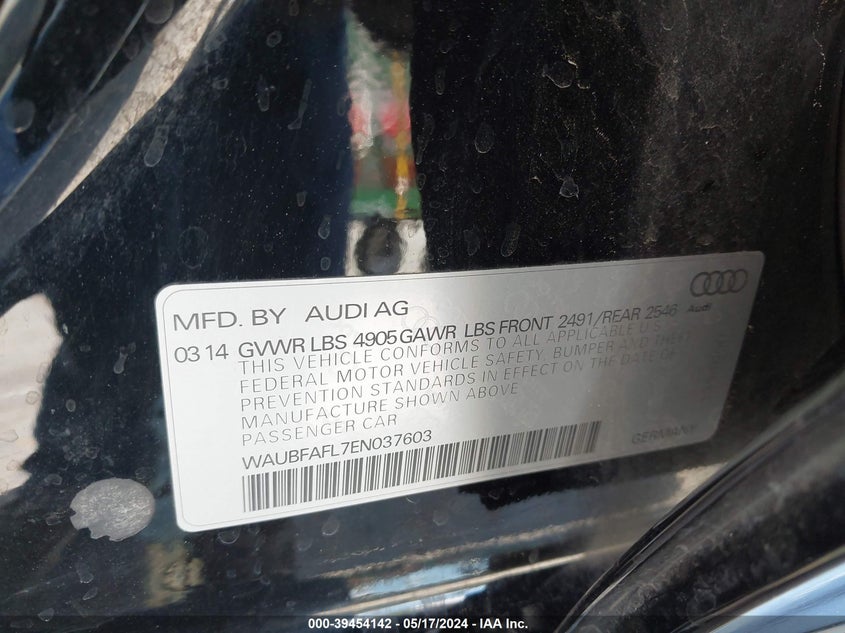 MFD. BY AUDI AG
Audi
03 14 GVWR LBS 4905 GAWR LBS FRONT 2491/REAR 2546
THIS VEHICLE CONFORMS TO ALL APPLICABLE U.S.
FEDERAL MOTOR VEHICLE SAFETY, BUMPER AND THEFT
PREVENTION STANDARDS IN EFFECT ON THE DATE OF
MANUFACTURE SHOWN ABOVE
PASSENGER CAR
WAUBFAFL7EN037603
GERMANY
000-39454142 - 05/17/2024 - IAA Inc.